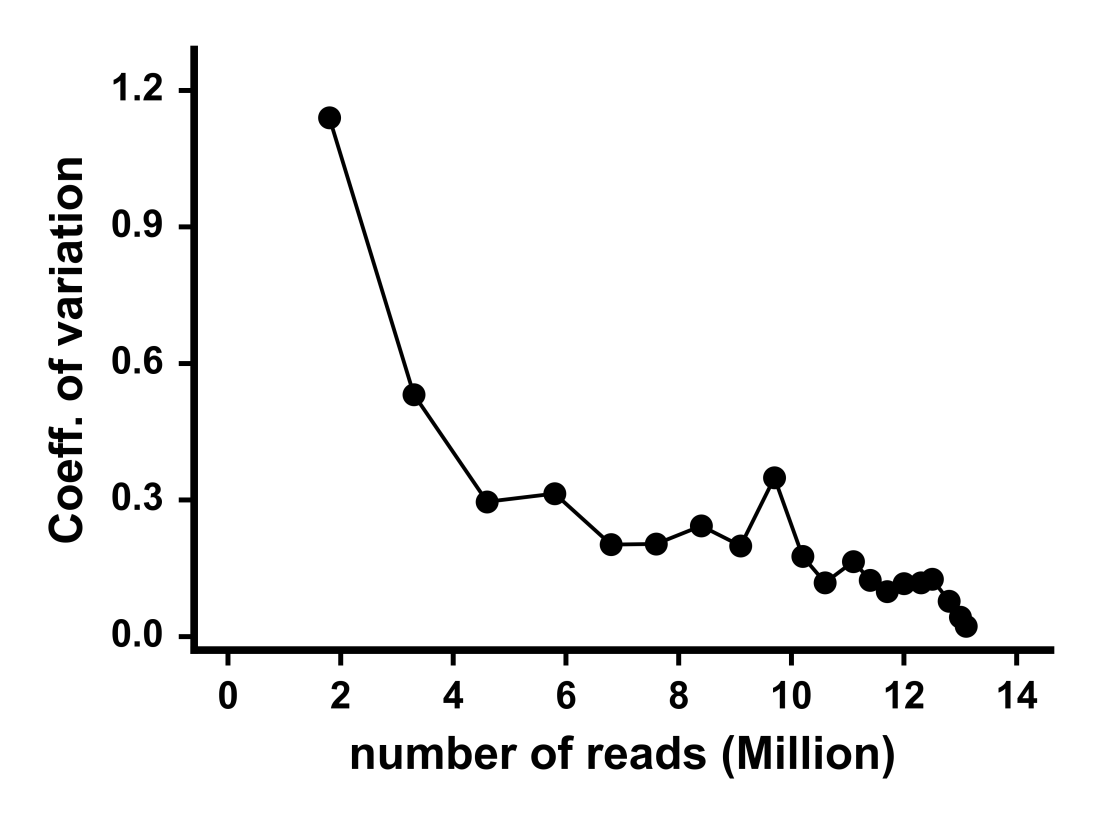 1.2
0.9
0.6
0.3
0.0
Coeff. of variation
0 2 4 6 8 10 12 14
number of reads (Million)